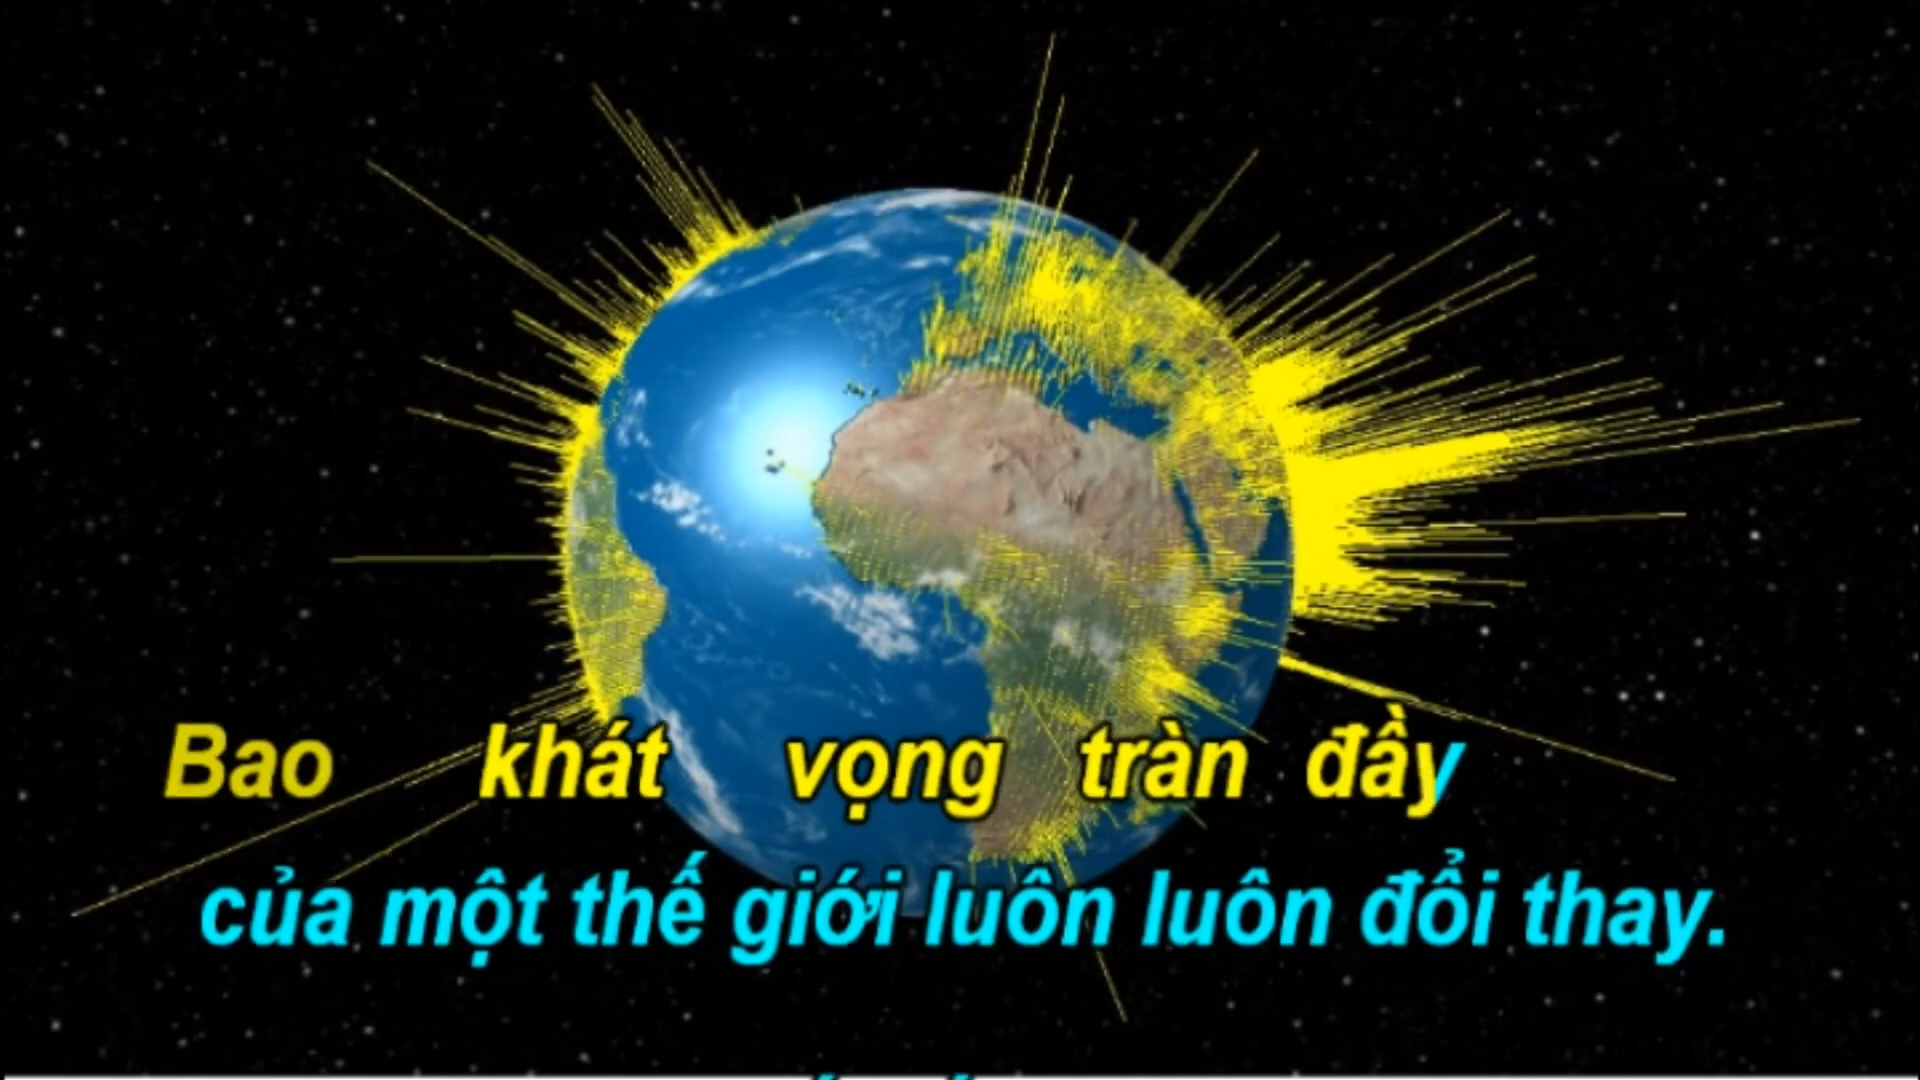 Bao khát vọng tràn đầy
của một thế giới luôn luôn đổi thay.